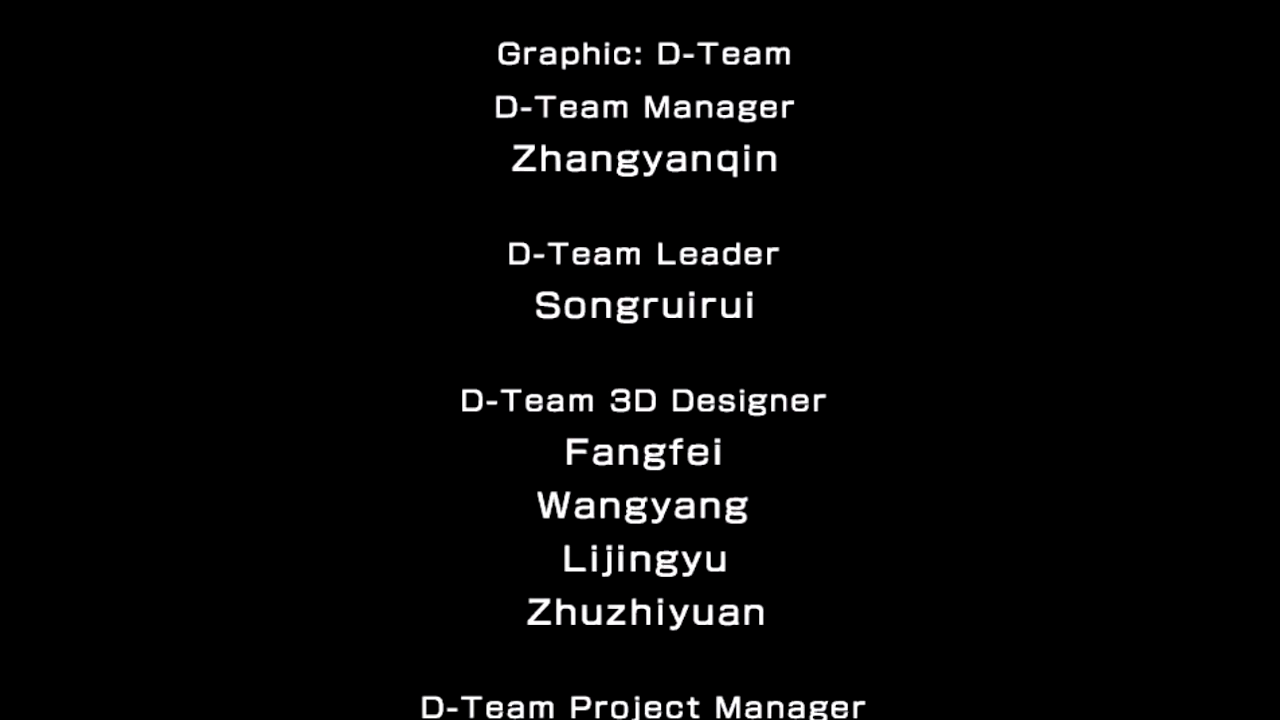 Graphic: D-Team
D-Team Manager
Zhangyanqin
D-Team Leader
Songruirui
D-Team 3D Designer
Fangfei
Wangyang
Lijingyu
Zhuzhiyuan
D-Team Project Manager